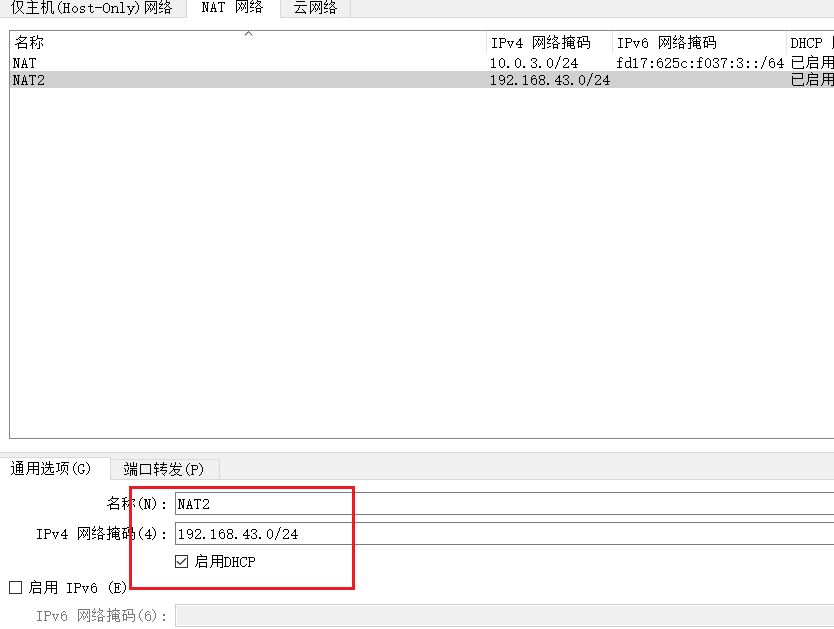 仅主机(Host-Only)网络 NAT 网络 云网络
名称 IPv4 网络掩码 IPv6 网络掩码 DHCP
NAT 10.0.3.0/24 fd17:625c:f037:3::/64 已启用
NAT2 192.168.43.0/24 已启用
通用选项(G) 端口转发(P)
名称(N): NAT2
IPv4 网络掩码(4): 192.168.43.0/24
启用DHCP
启用 IPv6 (E)
IPv6 网络掩码(6):